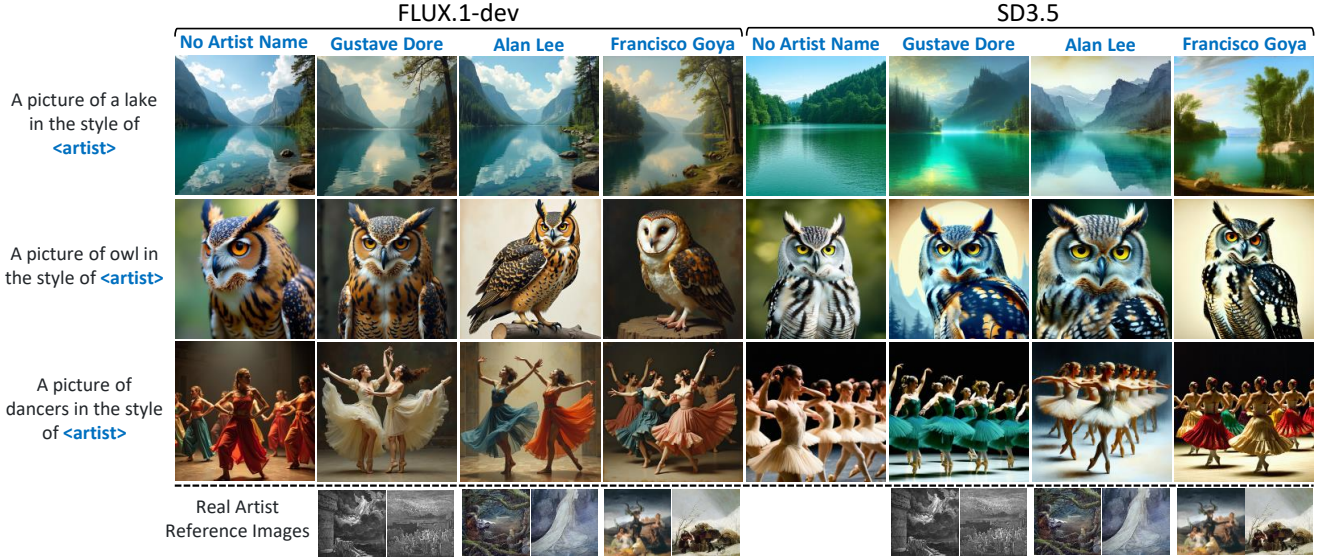 FLUX.1-dev
SD3.5
No Artist Name
Gustave Dore
Alan Lee
Francisco Goya
No Artist Name
Gustave Dore
Alan Lee
Francisco Goya
A picture of a lake
in the style of
<artist>
A picture of owl in
the style of <artist>
A picture of
dancers in the style
of <artist>
Real Artist
Reference Images